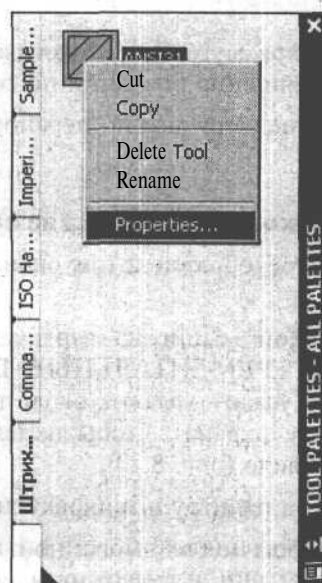 Sample...
Imperi...
ISO Ha...
Comma...
Штрих...
ANSI31
Cut
Copy
Delete Tool
Rename
Properties...
TOOL PALETTES - ALL PALETTES